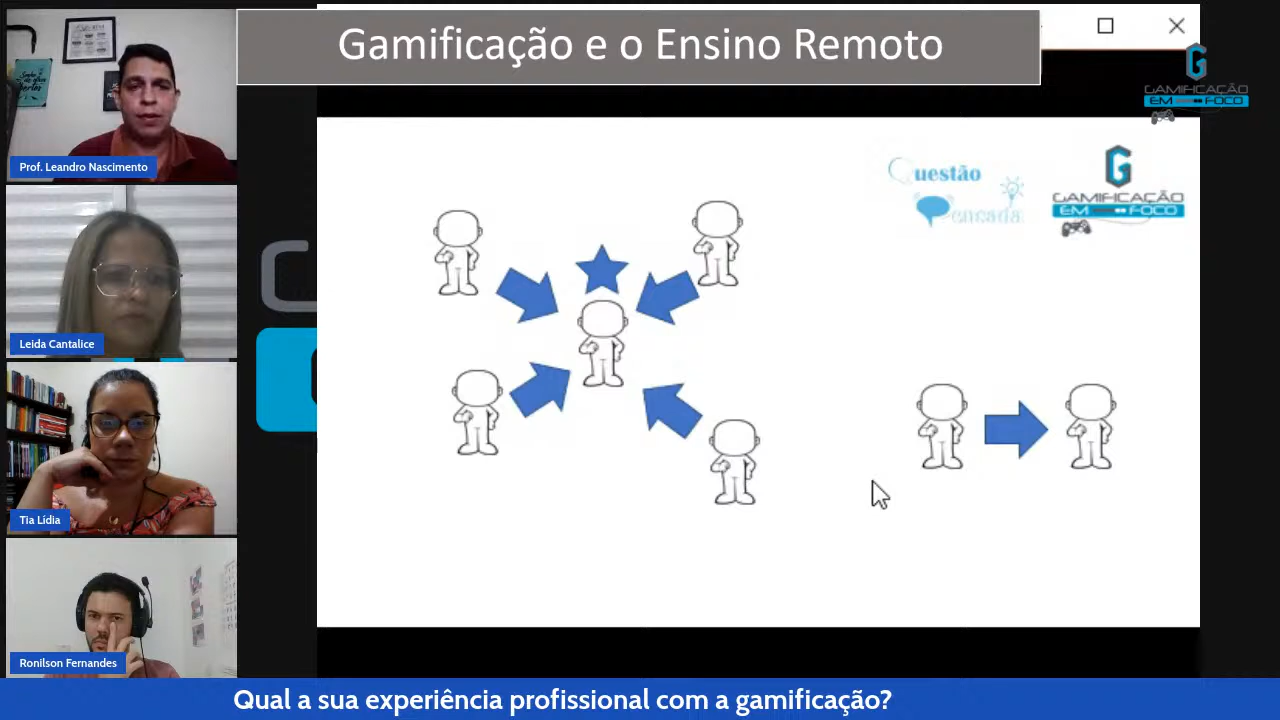 Gamificação e o Ensino Remoto
GAMIFICAÇÃO
EM FOCO
Prof. Leandro Nascimento
Questão
encada
GAMIFICAÇÃO
EM FOCO
Leida Cantalice
Tia Lídia
Ronilson Fernandes
Qual a sua experiência profissional com a gamificação?